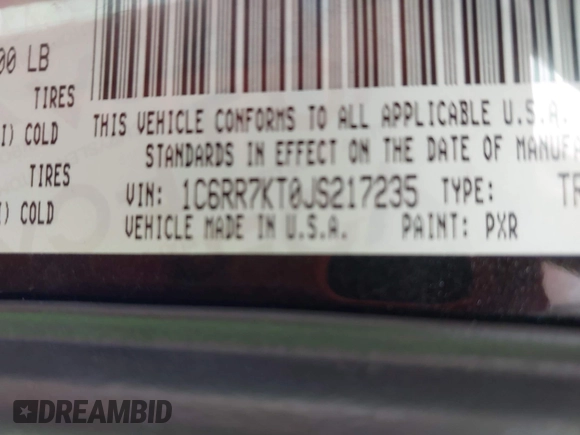 00 LB
TIRES
I) COLD
TIRES
I) COLD
THIS VEHICLE CONFORMS TO ALL APPLICABLE U.S.A.
STANDARDS IN EFFECT ON THE DATE OF MANUFA
VIN: 1C6RR7KT0JS217235 TYPE: TR
VEHICLE MADE IN U.S.A. PAINT: PXR
DREAMBID